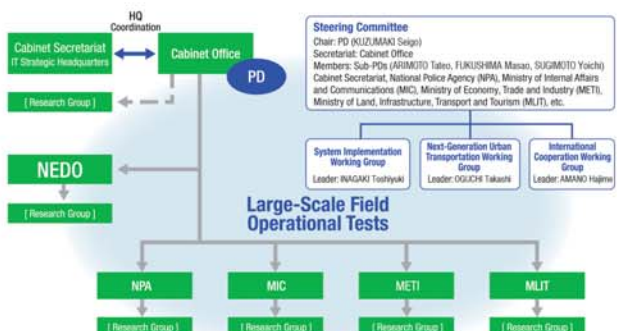 HQ
Coordination
Cabinet Secretariat
IT Strategic Headquarters
Cabinet Office
PD
[ Research Group ]
NEDO
[ Research Group ]
Steering Committee
Chair: PD (KUZUMAKI Seigo)
Secretariat: Cabinet Office
Members: Sub-PDs (ARIMOTO Tateo, FUKUSHIMA Masao, SUGIMOTO Yoichi)
Cabinet Secretariat, National Police Agency (NPA), Ministry of Internal Affairs
and Communications (MIC), Ministry of Economy, Trade and Industry (METI),
Ministry of Land, Infrastructure, Transport and Tourism (MLIT), etc.
System Implementation
Working Group
Leader: INAGAKI Toshiyuki
Next-Generation Urban
Transportation Working
Group
Leader: OGUCHI Takashi
International
Cooperation Working
Group
Leader: AMANO Hajime
Large-Scale Field
Operational Tests
NPA
MIC
METI
MLIT
[ Research Group ]
[ Research Group ]
[ Research Group ]
[ Research Group ]